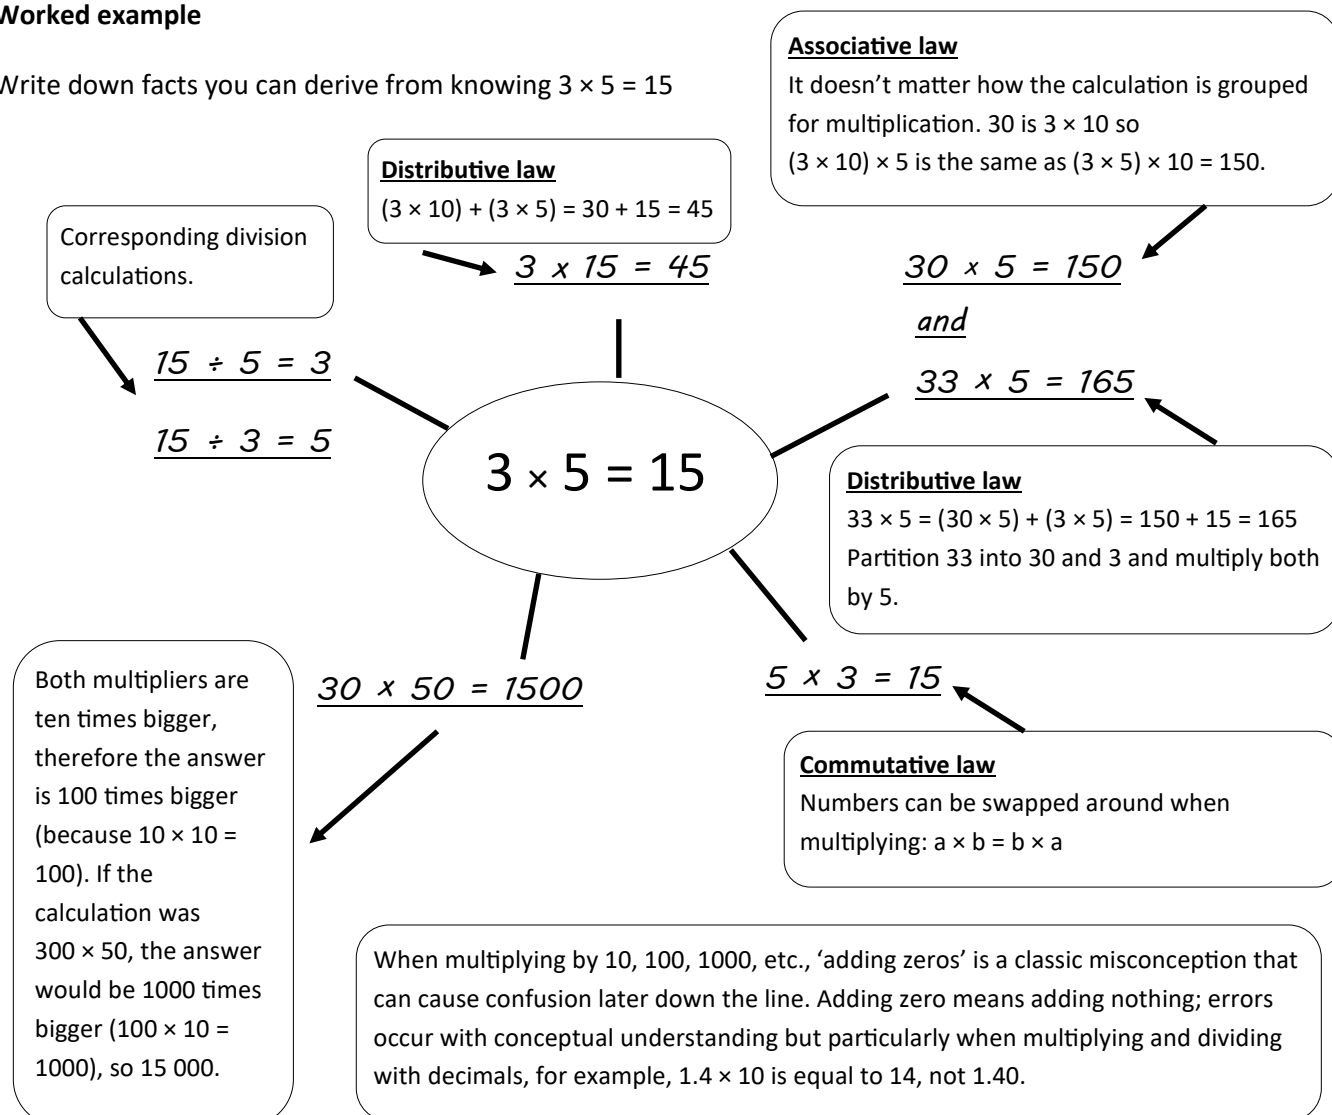 Worked example
Write down facts you can derive from knowing 3 × 5 = 15
Associative law
It doesn't matter how the calculation is grouped
for multiplication. 30 is 3 × 10 so
(3 × 10) × 5 is the same as (3 × 5) × 10 = 150.
Distributive law
(3 × 10) + (3 × 5) = 30 + 15 = 45
Corresponding division
calculations.
3 x 15 = 45
30 × 5 = 150
and
33 × 5 = 165
15 ÷ 5 = 3
15 ÷ 3 = 5
3 × 5 = 15
Distributive law
33 × 5 = (30 × 5) + (3 × 5) = 150 + 15 = 165
Partition 33 into 30 and 3 and multiply both
by 5.
30 × 50 = 1500
5 × 3 = 15
Both multipliers are
ten times bigger,
therefore the answer
is 100 times bigger
(because 10 × 10 =
100). If the
calculation was
300 × 50, the answer
would be 1000 times
bigger (100 × 10 =
1000), so 15 000.
Commutative law
Numbers can be swapped around when
multiplying: a × b = b × a
When multiplying by 10, 100, 1000, etc., 'adding zeros' is a classic misconception that
can cause confusion later down the line. Adding zero means adding nothing; errors
occur with conceptual understanding but particularly when multiplying and dividing
with decimals, for example, 1.4 × 10 is equal to 14, not 1.40.